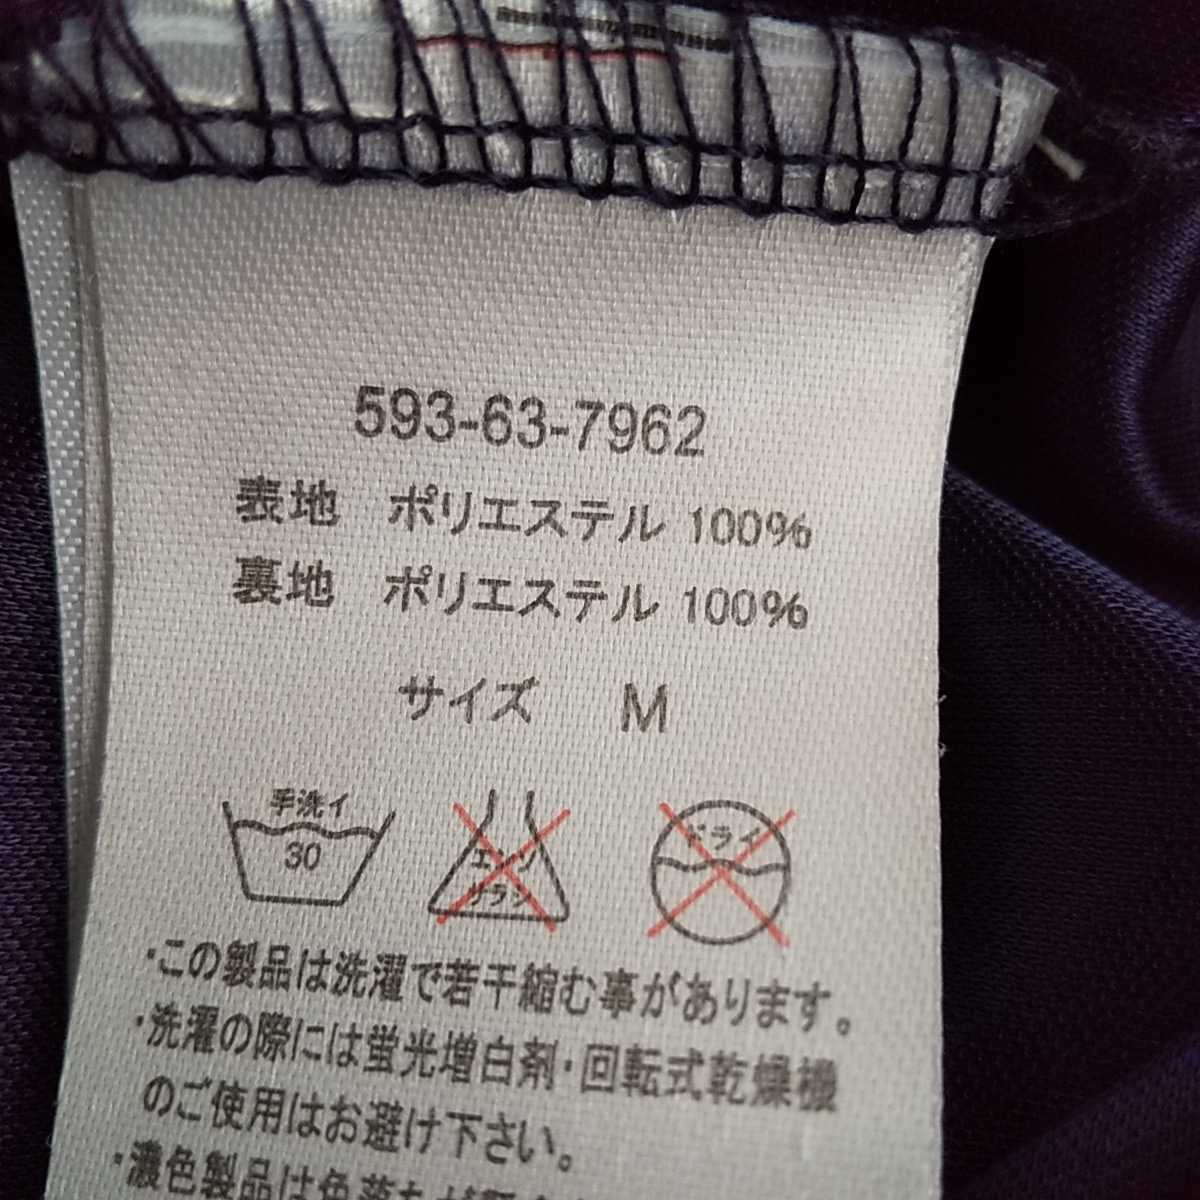 593-63-7962
表地 ポリエステル 100%
裏地 ポリエステル 100%
サイズ M
手洗イ
30
エンソ
サラシ
ドライ
・この製品は洗濯で若干縮む事があります。
・洗濯の際には蛍光増白剤・回転式乾燥機
のご使用はお避け下さい。
・濃色製品は色落ちが